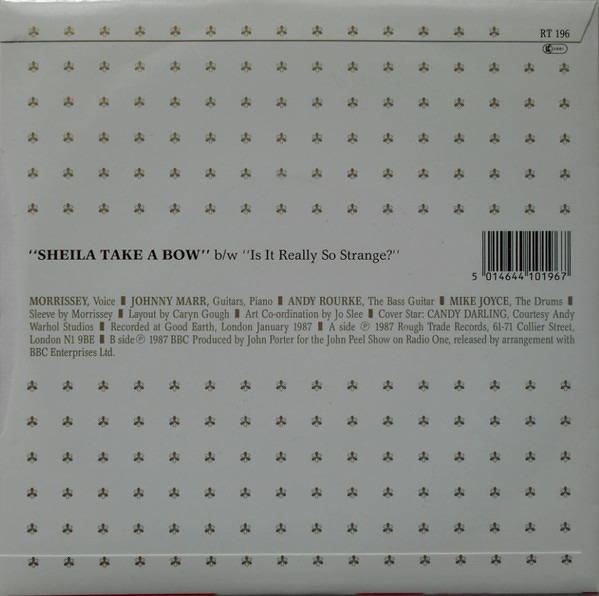 RT 196
"SHEILA TAKE A BOW" b/w "Is It Really So Strange?"
5 014644 101967
MORRISSEY, Voice ▮ JOHNNY MARR, Guitars, Piano ▮ ANDY ROURKE, The Bass Guitar ▮ MIKE JOYCE, The Drums ▮
Sleeve by Morrissey ▮ Layout by Caryn Gough ▮ Art Co-ordination by Jo Slee ▮ Cover Star: CANDY DARLING, Courtesy Andy
Warhol Studios ▮ Recorded at Good Earth, London January 1987 ▮ A side ℗ 1987 Rough Trade Records, 61-71 Collier Street,
London N1 9BE ▮ B side ℗ 1987 BBC Produced by John Porter for the John Peel Show on Radio One, released by arrangement with
BBC Enterprises Ltd.